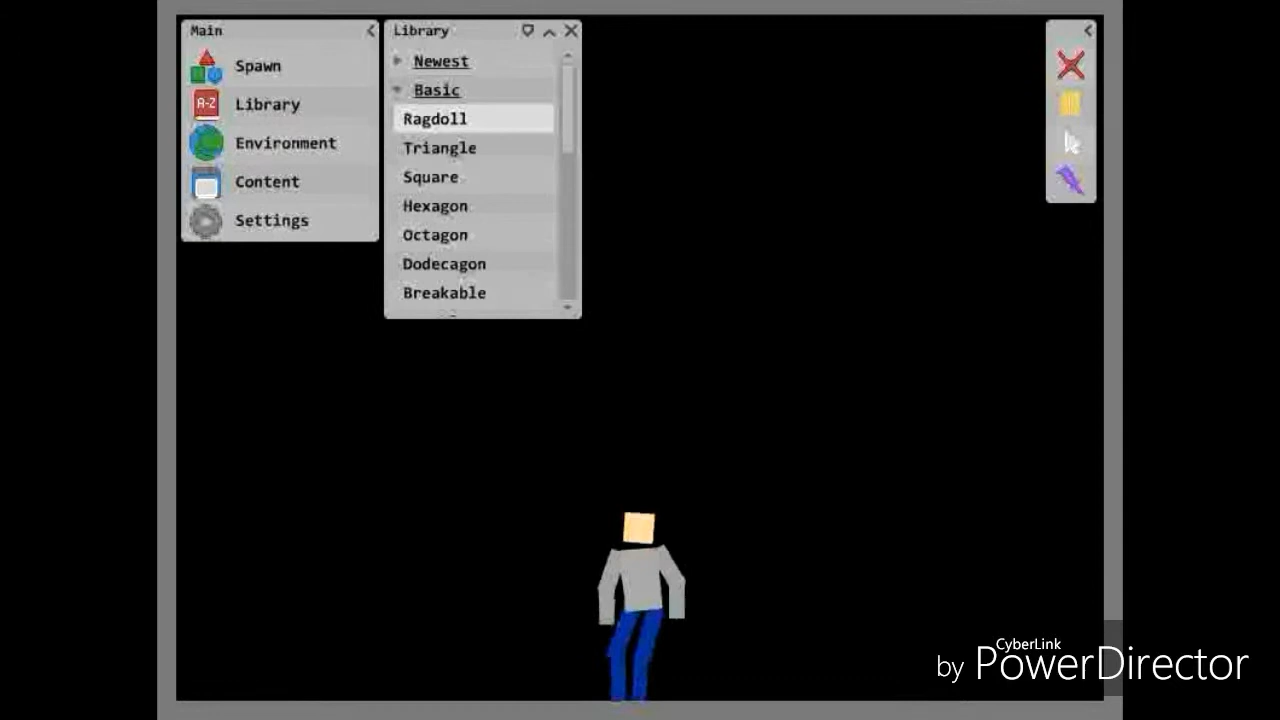 Main
Spawn
A-Z
Library
Environment
Content
Settings
Library
Newest
Basic
Ragdoll
Triangle
Square
Hexagon
Octagon
Dodecagon
Breakable
CyberLink
by PowerDirector